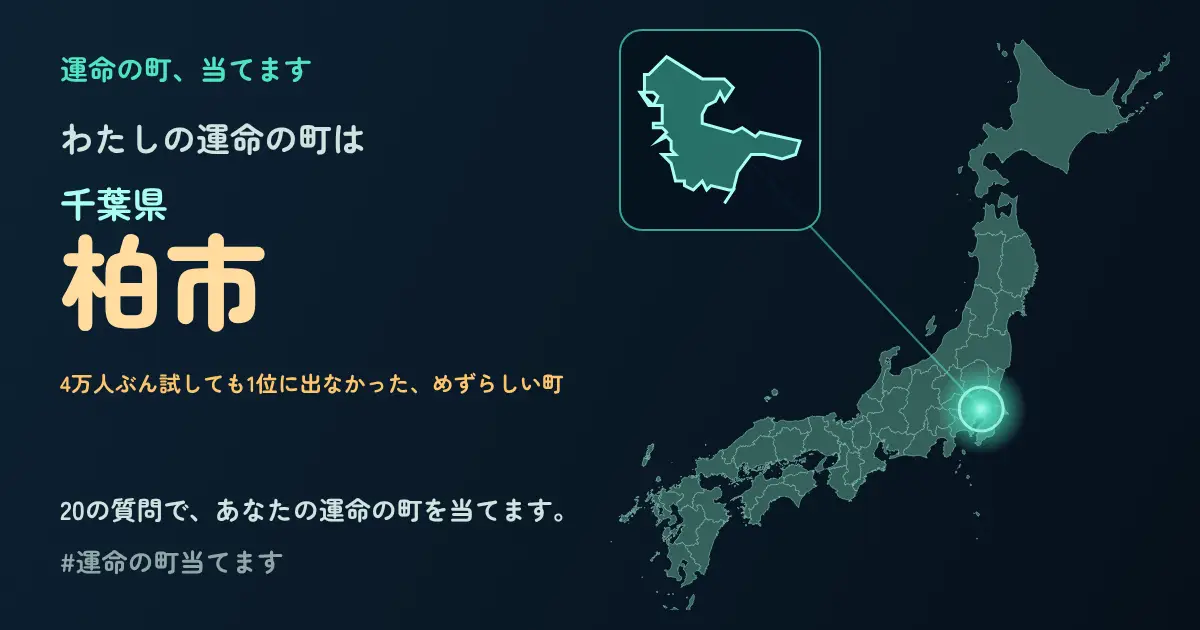 運命の町、当てます
わたしの運命の町は
千葉県
柏市
4万人ぶん試しても1位に出なかった、めずらしい町
20の質問で、あなたの運命の町を当てます。
#運命の町当てます